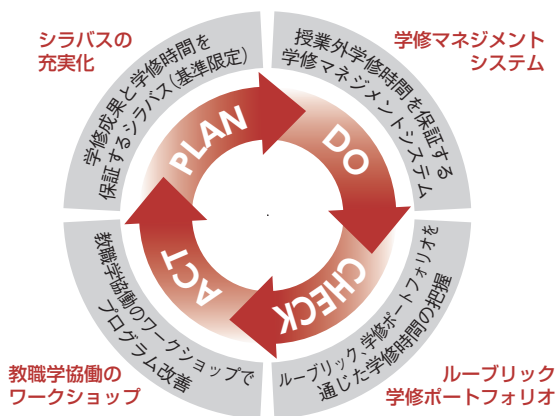 シラバスの
充実化
学修マネジメント
システム
学修成果と学修時間を
保証するシラバス(基準限定)
授業外学修時間を保証する
学修マネジメントシステム
PLAN
DO
CHECK
ACT
教職学協働のワークショップで
プログラム改善
ルーブリック・学修ポートフォリオを
通じた学修時間の把握
教職学協働の
ワークショップ
ルーブリック
学修ポートフォリオ